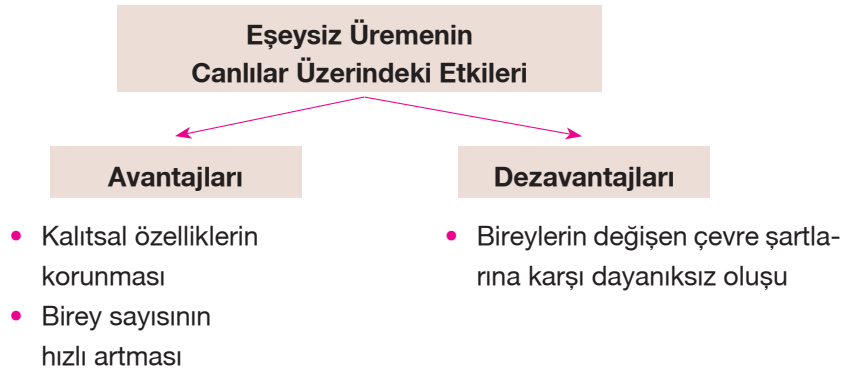 Eşeysiz Üremenin
Canlılar Üzerindeki Etkileri
Avantajları
• Kalıtsal özelliklerin
korunması
• Birey sayısının
hızlı artması
Dezavantajları
• Bireylerin değişen çevre şartla-
rına karşı dayanıksız oluşu